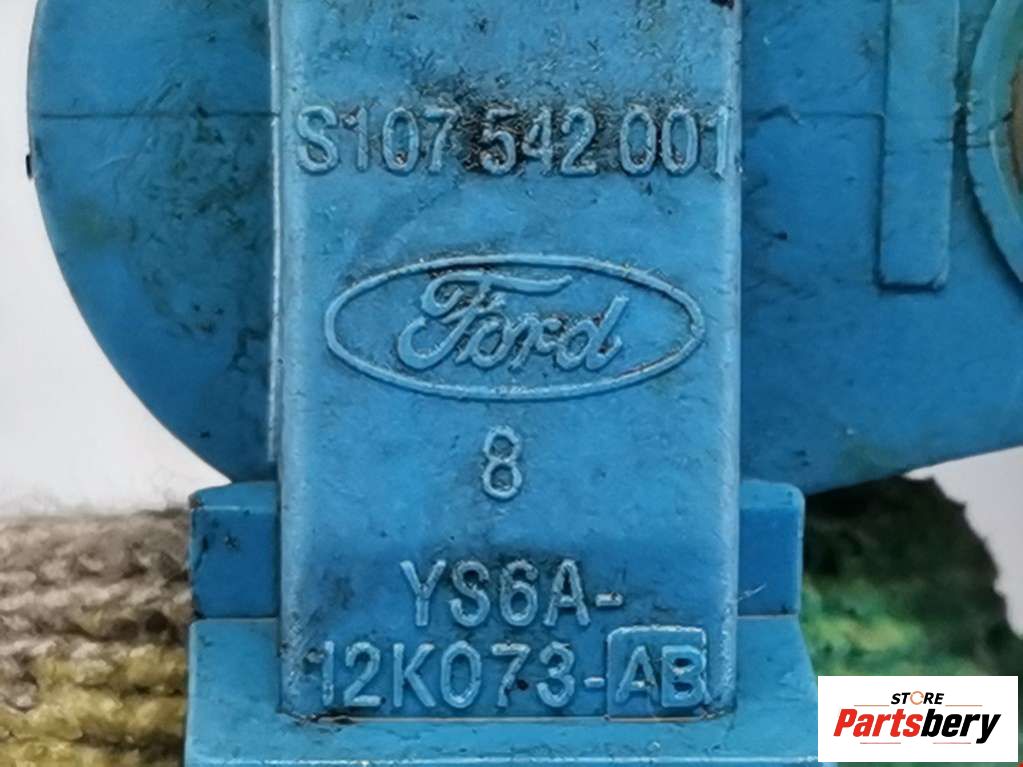 S107 542 001
Ford
8
YS6A-
12K073-AB
STORE
Partsbery